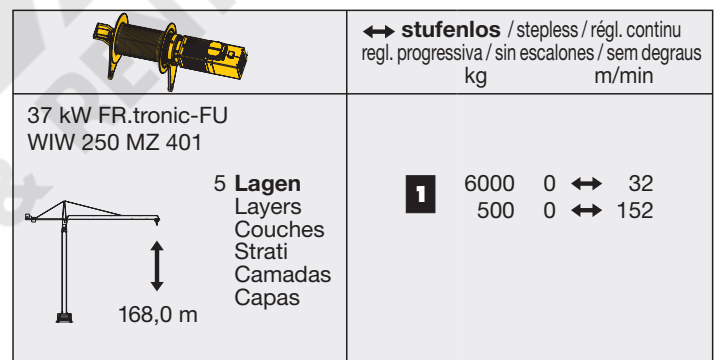 ↔ stufenlos / stepless / régl. continu
regl. progressiva / sin escalones / sem degraus
kg m/min
37 kW FR.tronic-FU
WIW 250 MZ 401
5 Lagen
Layers
Couches
Strati
Camadas
Capas
168,0 m
1 6000 0 ↔ 32
500 0 ↔ 152